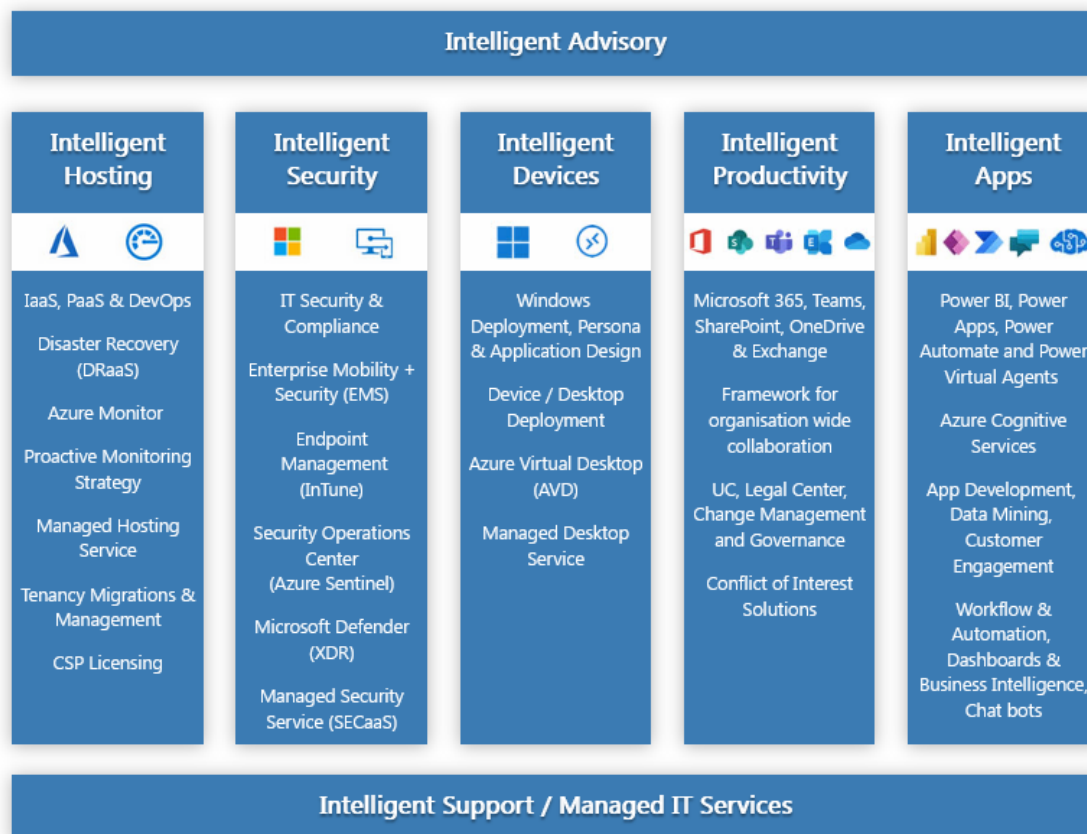 Intelligent Advisory
Intelligent
Hosting
IaaS, PaaS & DevOps
Disaster Recovery
(DRaaS)
Azure Monitor
Proactive Monitoring
Strategy
Managed Hosting
Service
Tenancy Migrations &
Management
CSP Licensing
Intelligent
Security
IT Security &
Compliance
Enterprise Mobility +
Security (EMS)
Endpoint
Management
(InTune)
Security Operations
Center
(Azure Sentinel)
Microsoft Defender
(XDR)
Managed Security
Service (SECaaS)
Intelligent
Devices
Windows
Deployment, Persona
& Application Design
Device / Desktop
Deployment
Azure Virtual Desktop
(AVD)
Managed Desktop
Service
Intelligent
Productivity
Microsoft 365, Teams,
SharePoint, OneDrive
& Exchange
Framework for
organisation wide
collaboration
UC, Legal Center,
Change Management
and Governance
Conflict of Interest
Solutions
Intelligent
Apps
Power BI, Power
Apps, Power
Automate and Power
Virtual Agents
Azure Cognitive
Services
App Development,
Data Mining,
Customer
Engagement
Workflow &
Automation,
Dashboards &
Business Intelligence,
Chat bots
Intelligent Support / Managed IT Services